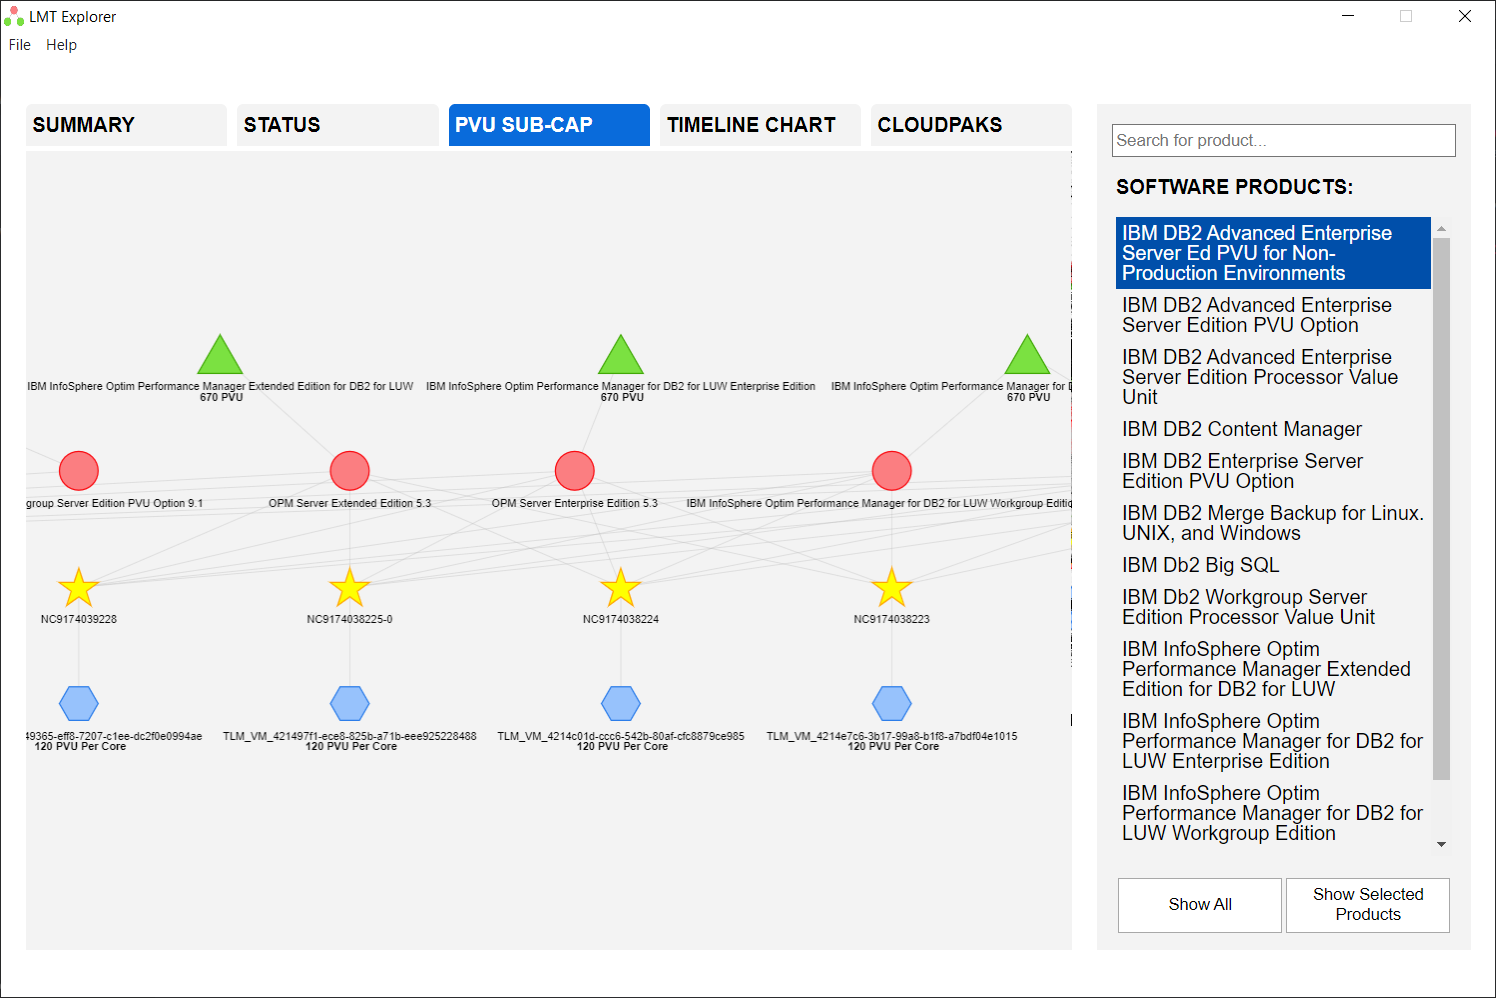 LMT Explorer
File Help
SUMMARY
STATUS
PVU SUB-CAP
TIMELINE CHART
CLOUDPAKS
IBM InfoSphere Optim Performance Manager Extended Edition for DB2 for LUW
670 PVU
IBM InfoSphere Optim Performance Manager for DB2 for LUW Enterprise Edition
670 PVU
IBM InfoSphere Optim Performance Manager for D
670 PVU
group Server Edition PVU Option 9.1
OPM Server Extended Edition 5.3
OPM Server Enterprise Edition 5.3
IBM InfoSphere Optim Performance Manager for DB2 for LUW Workgroup Editio
NC9174039228
NC9174038225-0
NC9174038224
NC9174038223
49365-eff8-7207-c1ee-dc2f0e0994ae
120 PVU Per Core
TLM_VM_421497f1-ece8-825b-a71b-eee925228488
120 PVU Per Core
TLM_VM_4214c01d-ccc6-542b-80af-cfc8879ce985
120 PVU Per Core
TLM_VM_4214e7c6-3b17-99a8-b1f8-a7bdf04e1015
120 PVU Per Core
Search for product...
SOFTWARE PRODUCTS:
IBM DB2 Advanced Enterprise
Server Ed PVU for Non-
Production Environments
IBM DB2 Advanced Enterprise
Server Edition PVU Option
IBM DB2 Advanced Enterprise
Server Edition Processor Value
Unit
IBM DB2 Content Manager
IBM DB2 Enterprise Server
Edition PVU Option
IBM DB2 Merge Backup for Linux.
UNIX, and Windows
IBM Db2 Big SQL
IBM Db2 Workgroup Server
Edition Processor Value Unit
IBM InfoSphere Optim
Performance Manager Extended
Edition for DB2 for LUW
IBM InfoSphere Optim
Performance Manager for DB2 for
LUW Enterprise Edition
IBM InfoSphere Optim
Performance Manager for DB2 for
LUW Workgroup Edition
Show All
Show Selected
Products